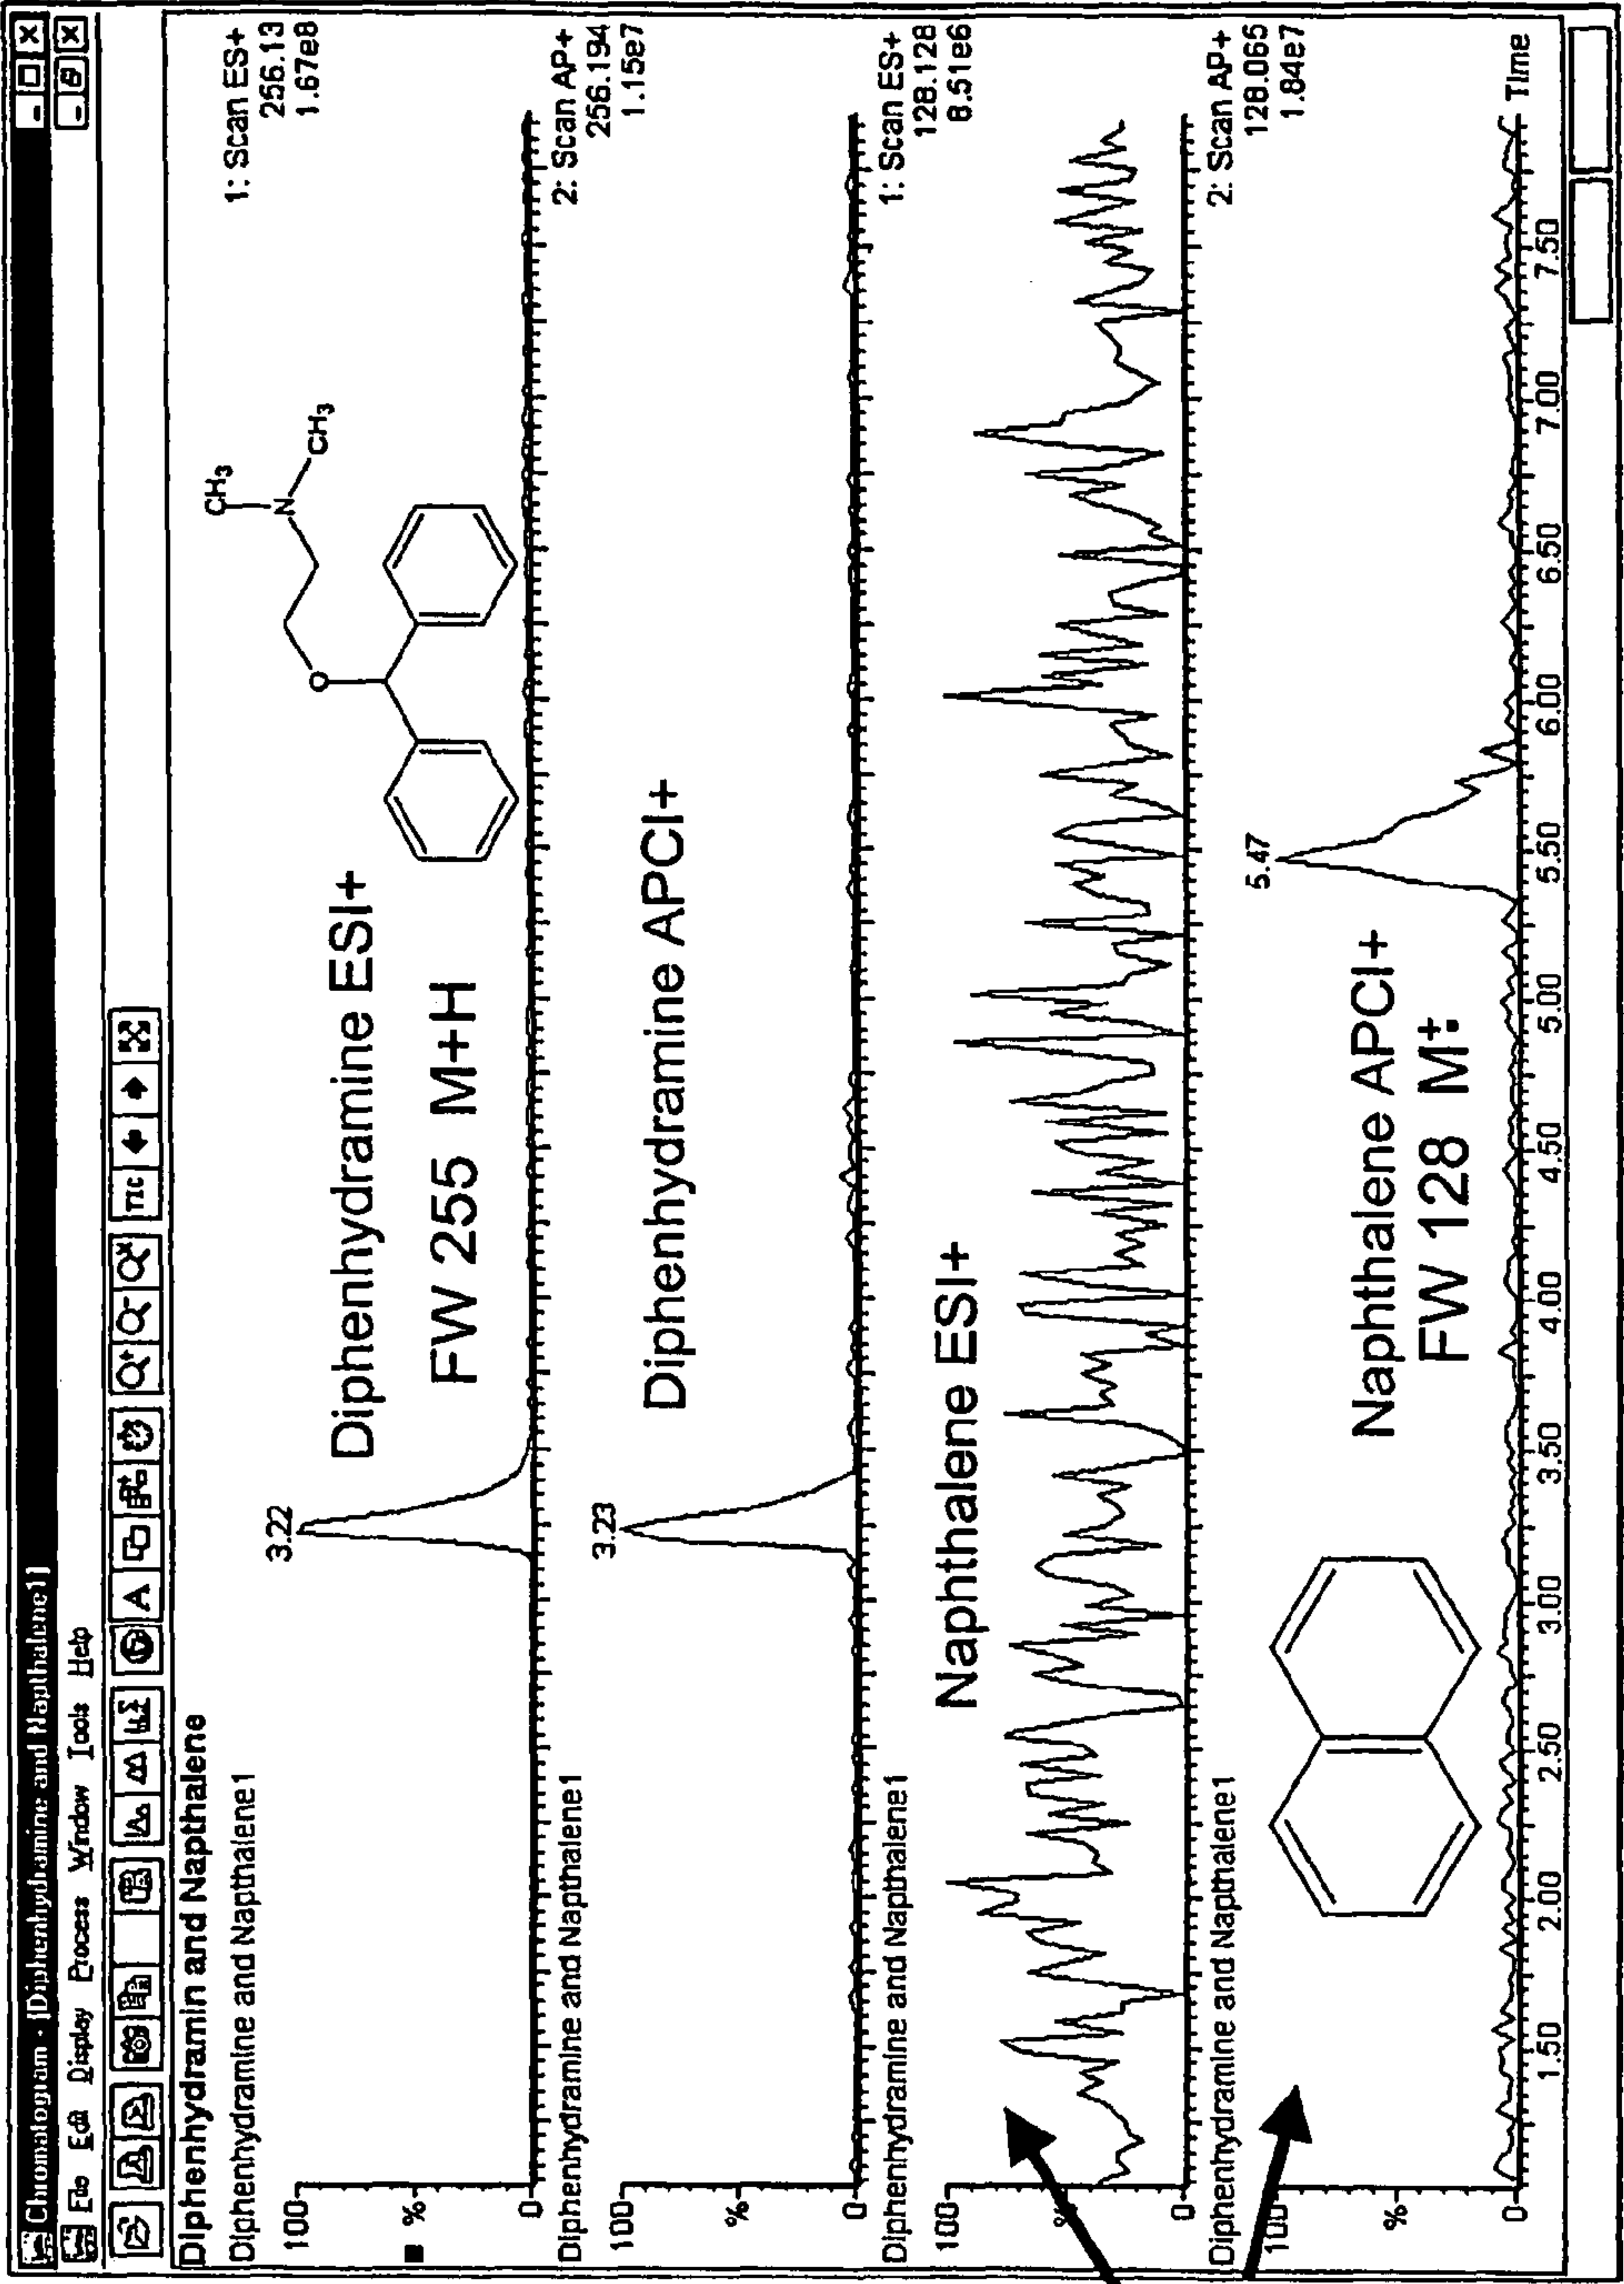 Chromatogram - [Diphenhydramine and Napthalene1]
File Edit Display Process Window Tools Help
TIC
Diphenhydramin and Napthalene
Diphenhydramine and Napthalene1
1: Scan ES+
256.13
1.67e8
3.22
Diphenhydramine ESI+
FW 255 M+H
CH3
N
CH3
O
100
%
0
Diphenhydramine and Napthalene1
2: Scan AP+
256.194
1.15e7
3.23
Diphenhydramine APCI+
100
%
0
Diphenhydramine and Napthalene1
1: Scan ES+
128.128
8.51e6
Naphthalene ESI+
100
%
0
Diphenhydramine and Napthalene1
2: Scan AP+
128.065
1.84e7
5.47
Naphthalene APCI+
FW 128 M+•
100
%
0
1.50 2.00 2.50 3.00 3.50 4.00 4.50 5.00 5.50 6.00 6.50 7.00 7.50 Time